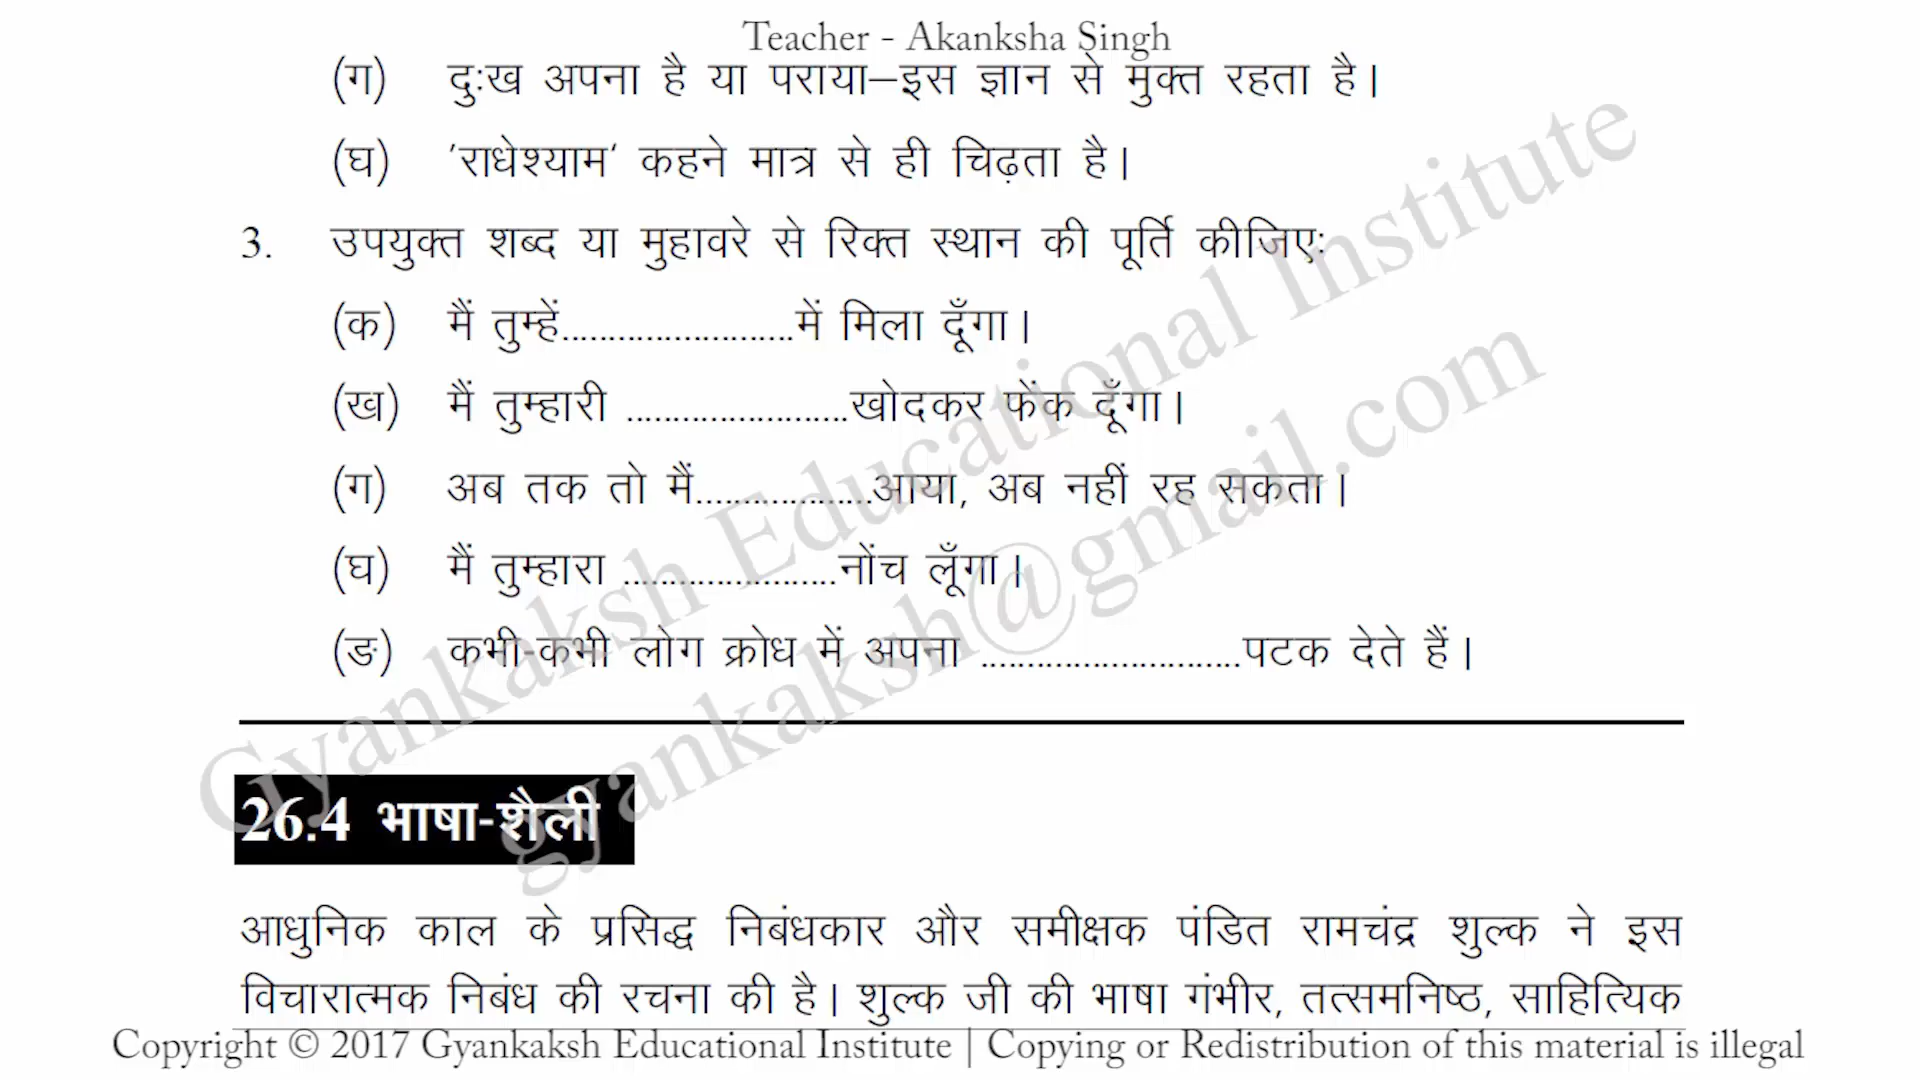 Teacher - Akanksha Singh
(ग) दुःख अपना है या पराया—इस ज्ञान से मुक्त रहता है।
(घ) ’राधेश्याम‘ कहने मात्र से ही चिढ़ता है।
3. उपयुक्त शब्द या मुहावरे से रिक्त स्थान की पूर्ति कीजिए:
(क) मैं तुम्हें.........................में मिला दूँगा।
(ख) मैं तुम्हारी ........................खोदकर फेंक दूँगा।
(ग) अब तक तो मैं...................आया, अब नहीं रह सकता।
(घ) मैं तुम्हारा .......................नोंच लूँगा।
(ङ) कभी-कभी लोग क्रोध में अपना ............................पटक देते हैं।
Gyankaksh Educational Institute
gyankaksh@gmail.com
26.4 भाषा-शैली
आधुनिक काल के प्रसिद्ध निबंधकार और समीक्षक पंडित रामचंद्र शुल्क ने इस
विचारात्मक निबंध की रचना की है। शुल्क जी की भाषा गंभीर, तत्समनिष्ठ, साहित्यिक
Copyright © 2017 Gyankaksh Educational Institute | Copying or Redistribution of this material is illegal